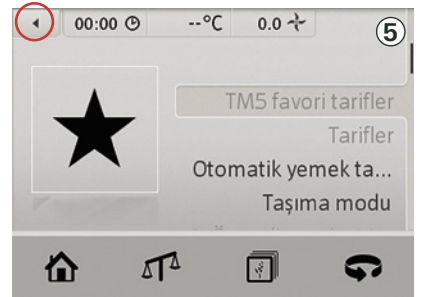 00:00 --°C 0.0 5
TM5 favori tarifler
Tarifler
Otomatik yemek ta...
Taşıma modu